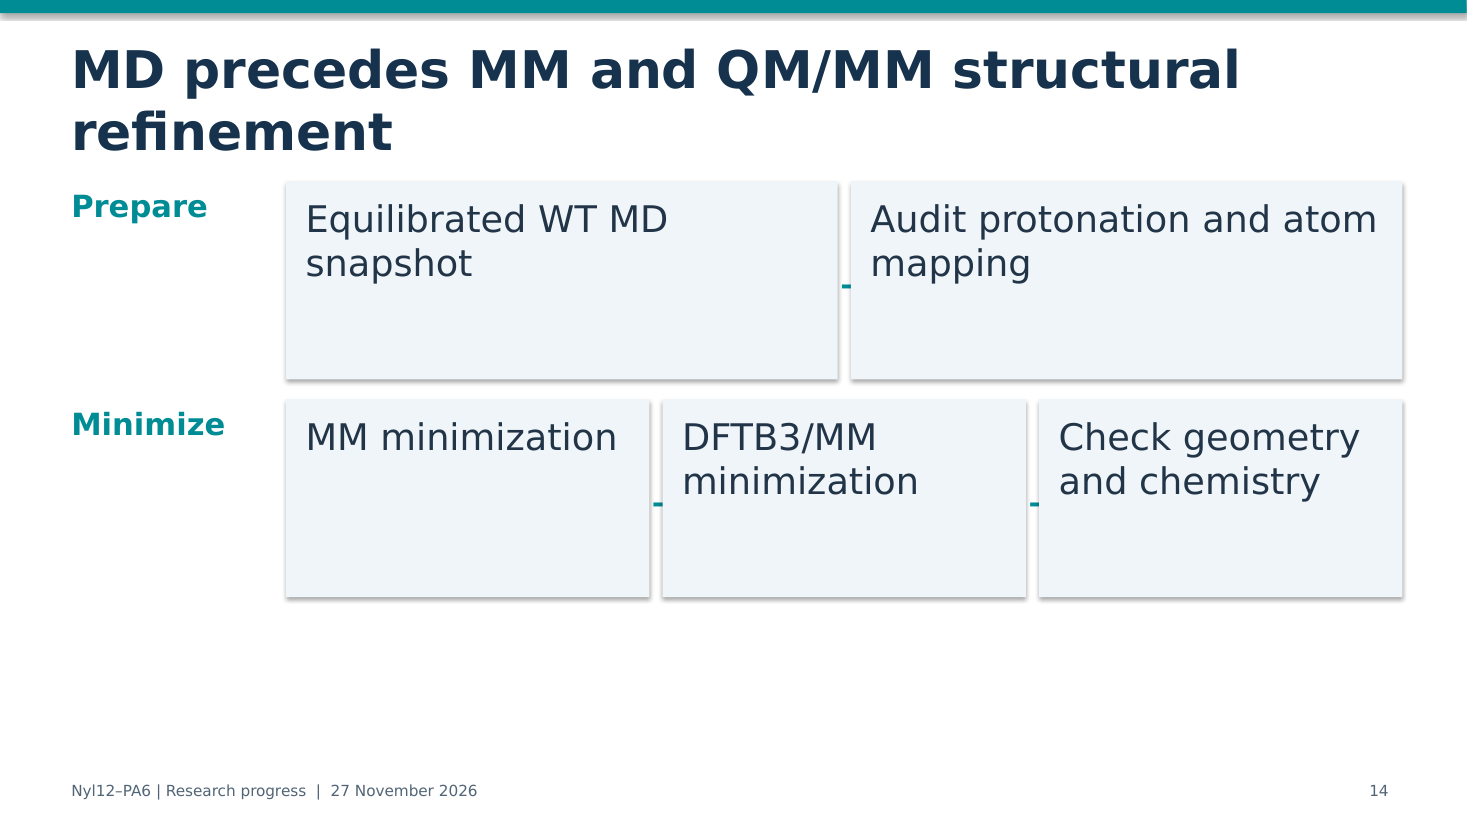 MD precedes MM and QM/MM structural
refinement
Prepare
Equilibrated WT MD
snapshot
Audit protonation and atom
mapping
Minimize
MM minimization
DFTB3/MM
minimization
Check geometry
and chemistry
Nyl12–PA6 | Research progress | 27 November 2026
14